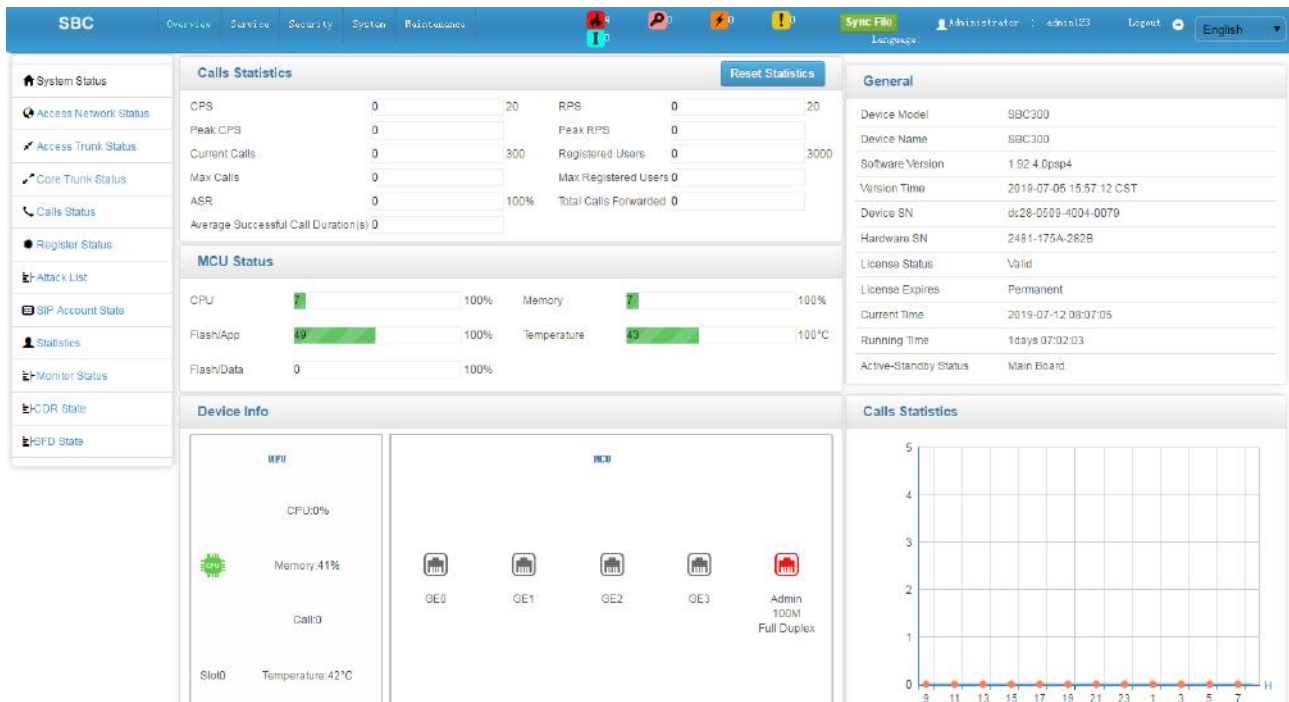 SBC
Overview Service Security System Maintenance
4 0 0 0
I 0
Sync File
Administrator : admin123 Logout
Language:
English
System Status
Access Network Status
Access Trunk Status
Core Trunk Status
Calls Status
Register Status
Attack List
SIP Account State
Statistics
Monitor Status
CDR State
BFD State
Calls Statistics Reset Statistics
CPS 0 20 RPS 0 20
Peak CPS 0 Peak RPS 0
Current Calls 0 300 Registered Users 0 3000
Max Calls 0 Max Registered Users 0
ASR 0 100% Total Calls Forwarded 0
Average Successful Call Duration(s) 0
MCU Status
CPU 7 100% Memory 7 100%
Flash/App 49 100% Temperature 43 100°C
Flash/Data 0 100%
Device Info
MFU
CPU:0%
CPU
Memory:41%
Call:0
Slot0 Temperature:42°C
MCU
GE0 GE1 GE2 GE3 Admin
100M
Full Duplex
General
Device Model SBC300
Device Name SBC300
Software Version 1.92.4.0psp4
Version Time 2019-07-05 15:57:12 CST
Device SN dc28-0509-4004-0079
Hardware SN 2481-175A-282B
License Status Valid
License Expires Permanent
Current Time 2019-07-12 08:07:05
Running Time 1days 07:02:03
Active-Standby Status Main Board
Calls Statistics
5
4
3
2
1
0
9 11 13 15 17 19 21 23 1 3 5 7 H